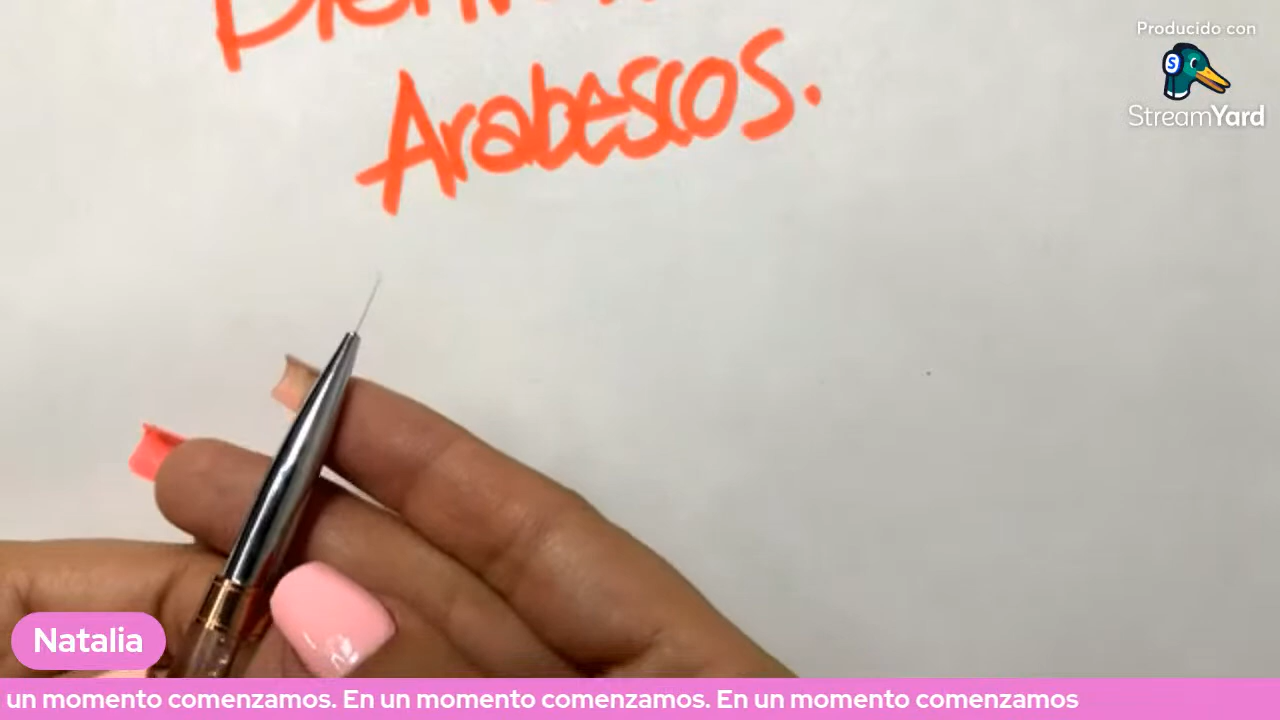 Arabescos.
Producido con
S
StreamYard
Natalia
un momento comenzamos. En un momento comenzamos. En un momento comenzamos